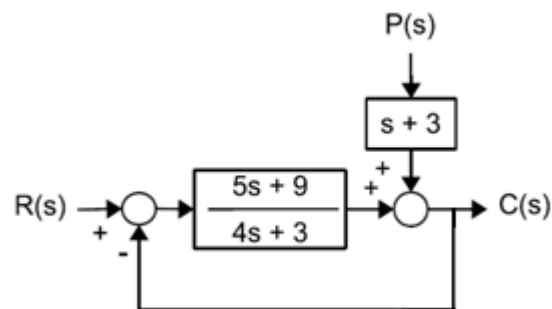 P(s)
s + 3
+
+
5s + 9
R(s)
C(s)
4s + 3
+
-